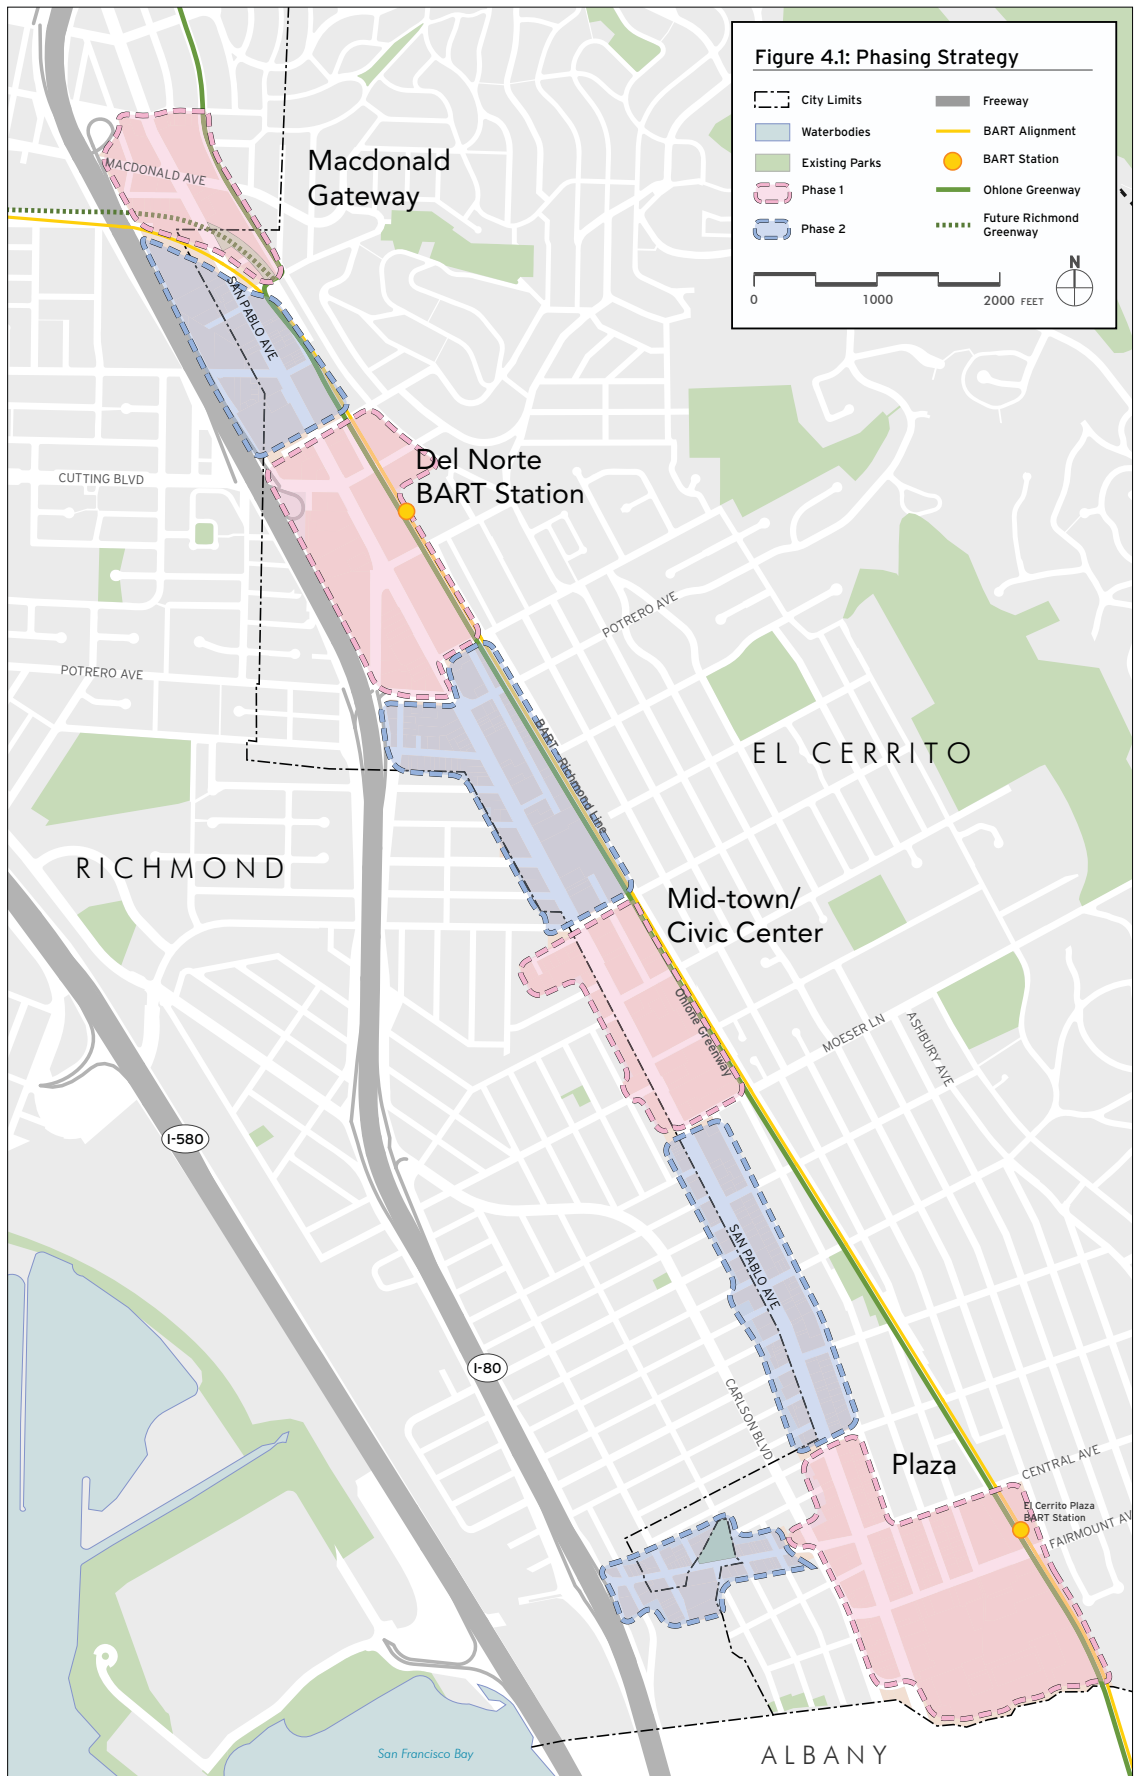 Figure 4.1: Phasing Strategy
City Limits
Waterbodies
Existing Parks
Phase 1
Phase 2
Freeway
BART Alignment
BART Station
Ohlone Greenway
Future Richmond
Greenway
N
0 1000 2000 FEET
Macdonald
Gateway
MACDONALD AVE
SAN PABLO AVE
Del Norte
BART Station
CUTTING BLVD
POTRERO AVE
POTRERO AVE
EL CERRITO
BART - Richmond Line
RICHMOND
Mid-town/
Civic Center
Ohlone Greenway
MOESER LN
ASHBURY AVE
I-580
SAN PABLO AVE
I-80
CARLSON BLVD
Plaza
CENTRAL AVE
El Cerrito Plaza
BART Station
FAIRMOUNT AV
San Francisco Bay
ALBANY